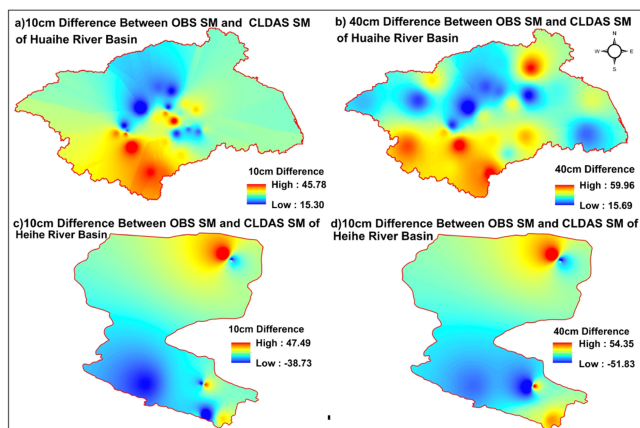 a)10cm Difference Between OBS SM and CLDAS SM
of Huaihe River Basin
b) 40cm Difference Between OBS SM and CLDAS SM
of Huaihe River Basin
N
W E
S
10cm Difference
High : 45.78
Low : 15.30
40cm Difference
High : 59.96
Low : 15.69
c)10cm Difference Between OBS SM and CLDAS SM of
Heihe River Basin
d)10cm Difference Between OBS SM and CLDAS SM of
Heihe River Basin
10cm Difference
High : 47.49
Low : -38.73
40cm Difference
High : 54.35
Low : -51.83